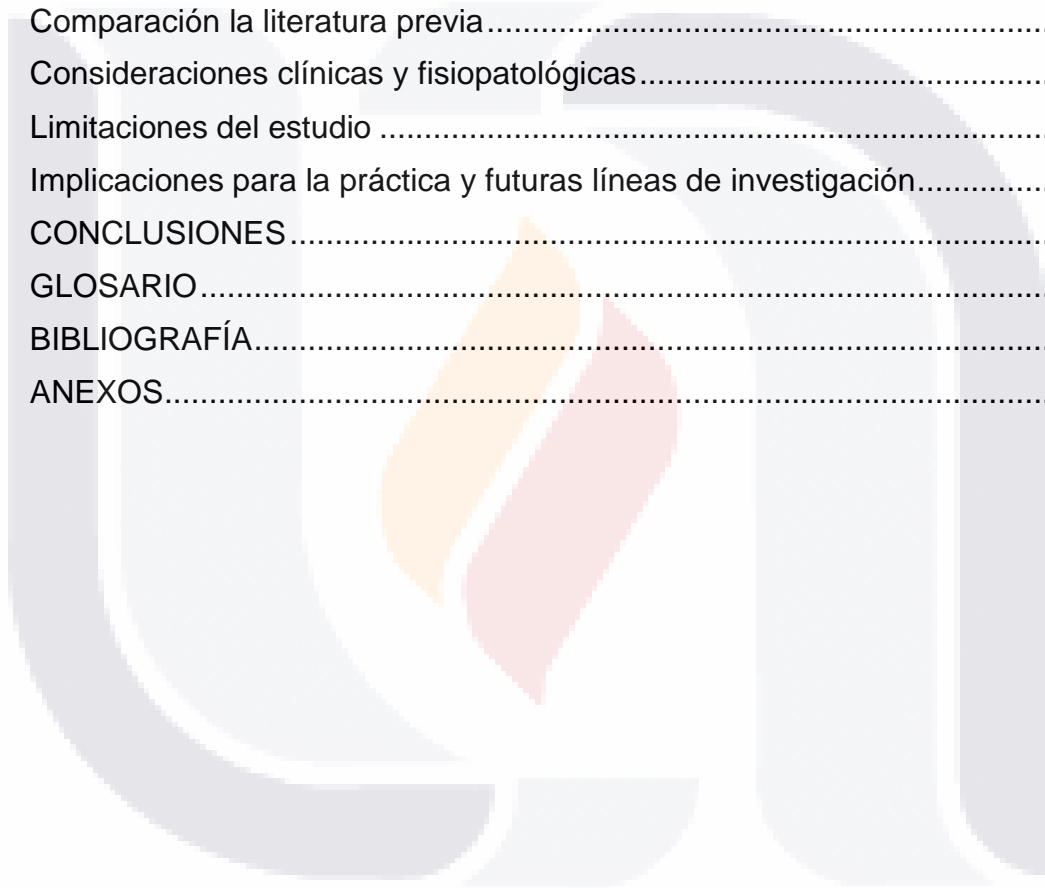 Comparación la literatura previa................................................................
Consideraciones clínicas y fisiopatológicas.............................................
Limitaciones del estudio ...........................................................................
Implicaciones para la práctica y futuras líneas de investigación..............
CONCLUSIONES.....................................................................................
GLOSARIO...............................................................................................
BIBLIOGRAFÍA.........................................................................................
ANEXOS...................................................................................................